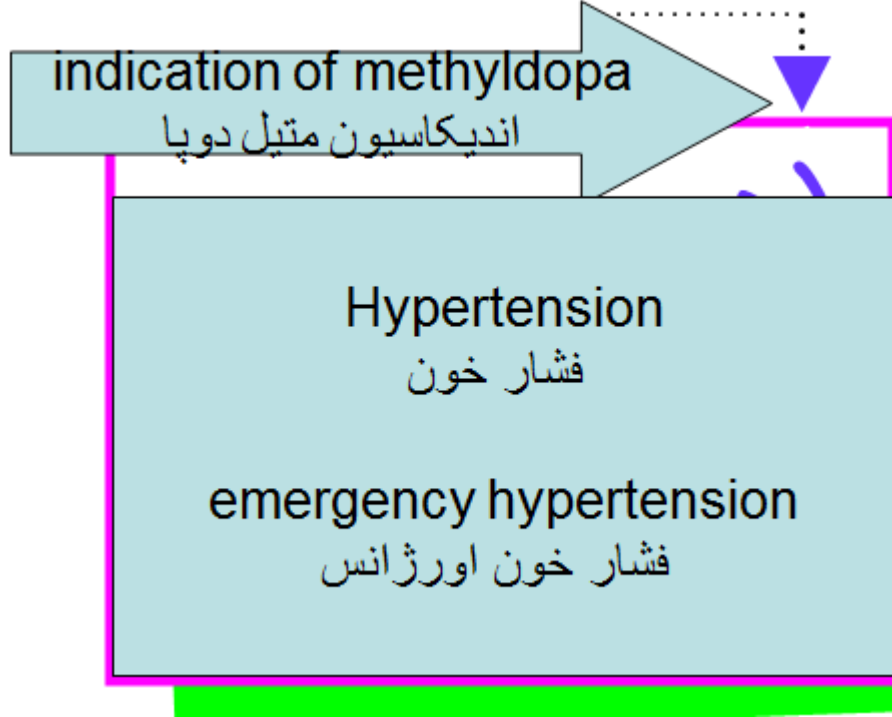 indication of methyldopa
اندیکاسیون متیل دوپا
Hypertension
فشار خون
emergency hypertension
فشار خون اورژانس